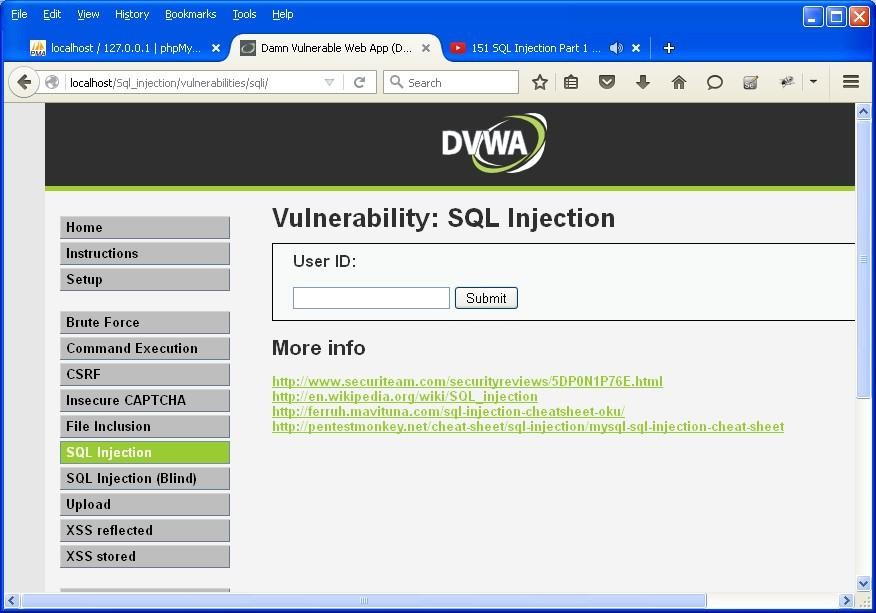 File Edit View History Bookmarks Tools Help
localhost / 127.0.0.1 | phpMy...
Damn Vulnerable Web App (D...
151 SQL Injection Part 1 ...
localhost/Sql_injection/vulnerabilities/sqli/
Search
DVWA
Home
Instructions
Setup
Brute Force
Command Execution
CSRF
Insecure CAPTCHA
File Inclusion
SQL Injection
SQL Injection (Blind)
Upload
XSS reflected
XSS stored
Vulnerability: SQL Injection
User ID:
Submit
More info
http://www.securiteam.com/securityreviews/5DP0N1P76E.html
http://en.wikipedia.org/wiki/SQL_injection
http://ferruh.mavituna.com/sql-injection-cheatsheet-oku/
http://pentestmonkey.net/cheat-sheet/sql-injection/mysql-sql-injection-cheat-sheet